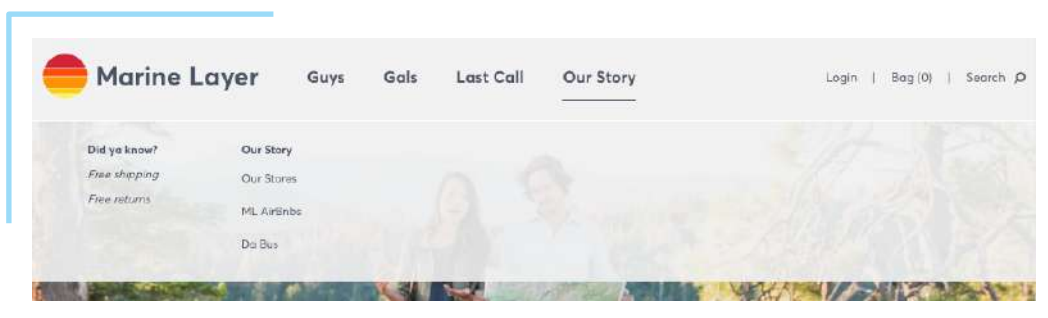 Marine Layer Guys Gals Last Call Our Story Login | Bag (0) | Search
Did ya know? Our Story
Free shipping Our Stores
Free returns
ML AirBnbs
Da Bus